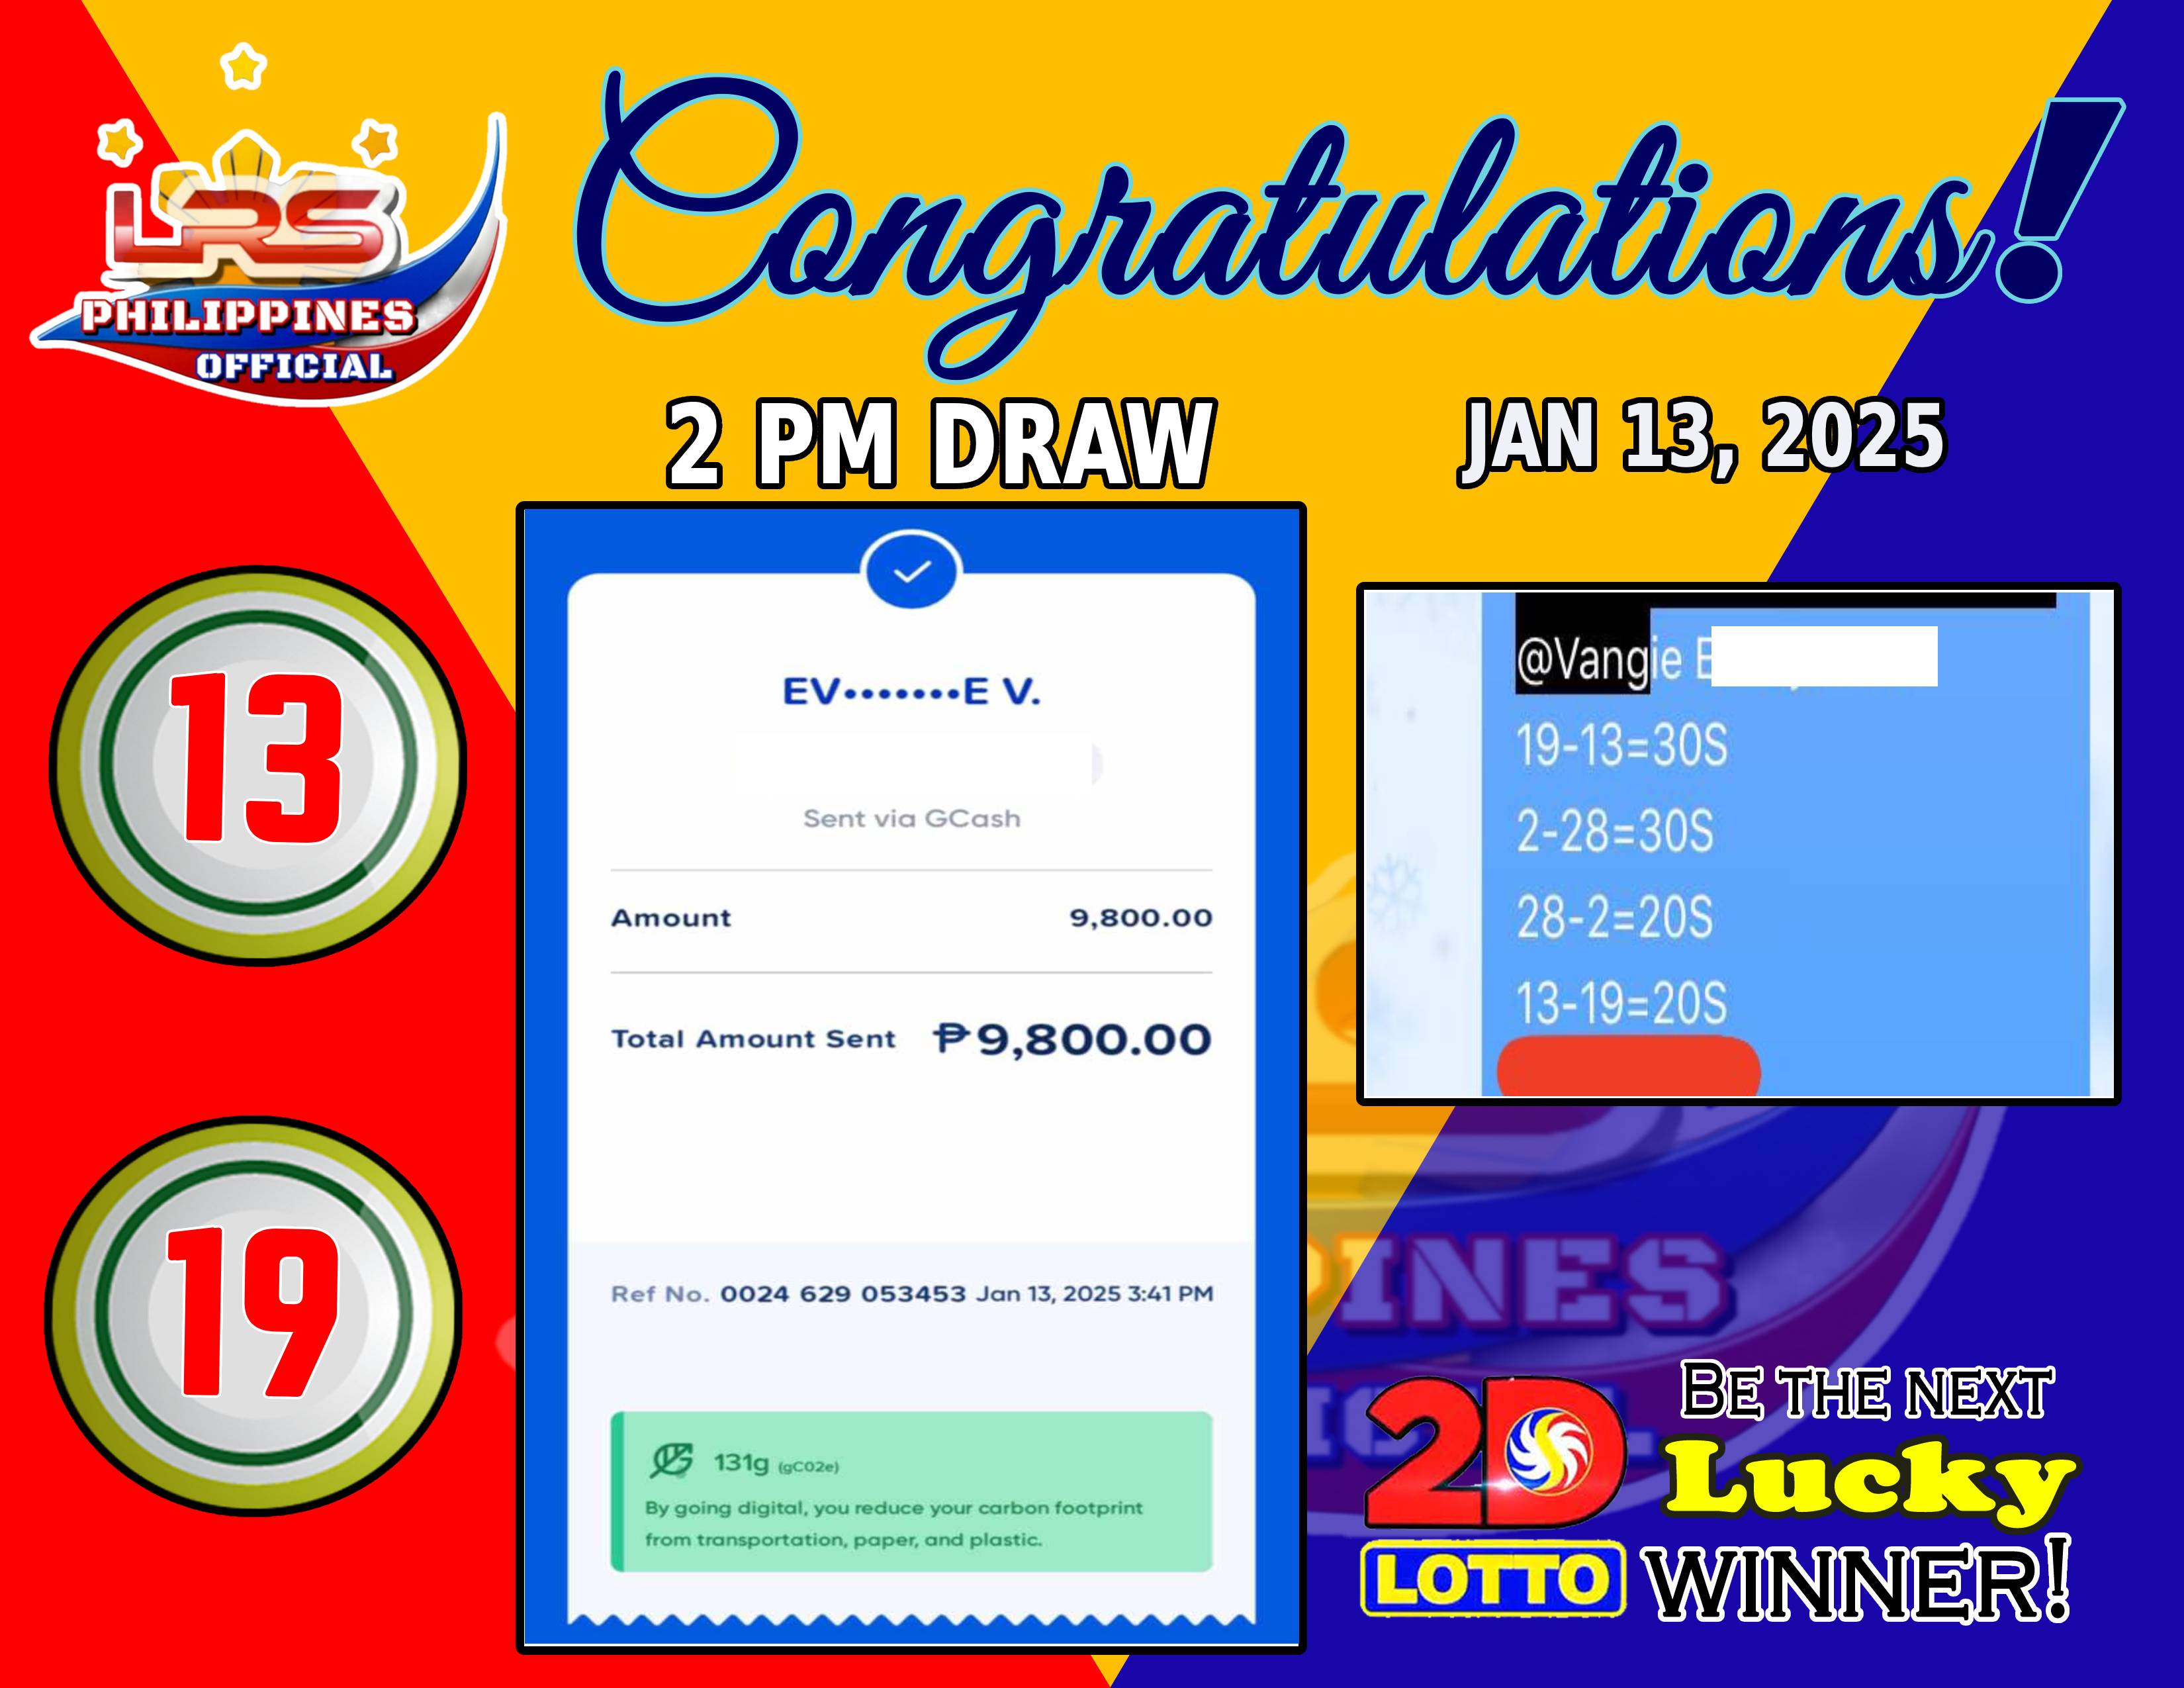 LRS
PHILIPPINES
OFFICIAL
Congratulations!
2 PM DRAW
JAN 13, 2025
13
19
EV•••••••E V.
Sent via GCash
Amount 9,800.00
Total Amount Sent ₱9,800.00
Ref No. 0024 629 053453 Jan 13, 2025 3:41 PM
131g (gCO2e)
By going digital, you reduce your carbon footprint
from transportation, paper, and plastic.
@Vangie
19-13=30S
2-28=30S
28-2=20S
13-19=20S
PINES
2D
LOTTO
BE THE NEXT
Lucky
WINNER!